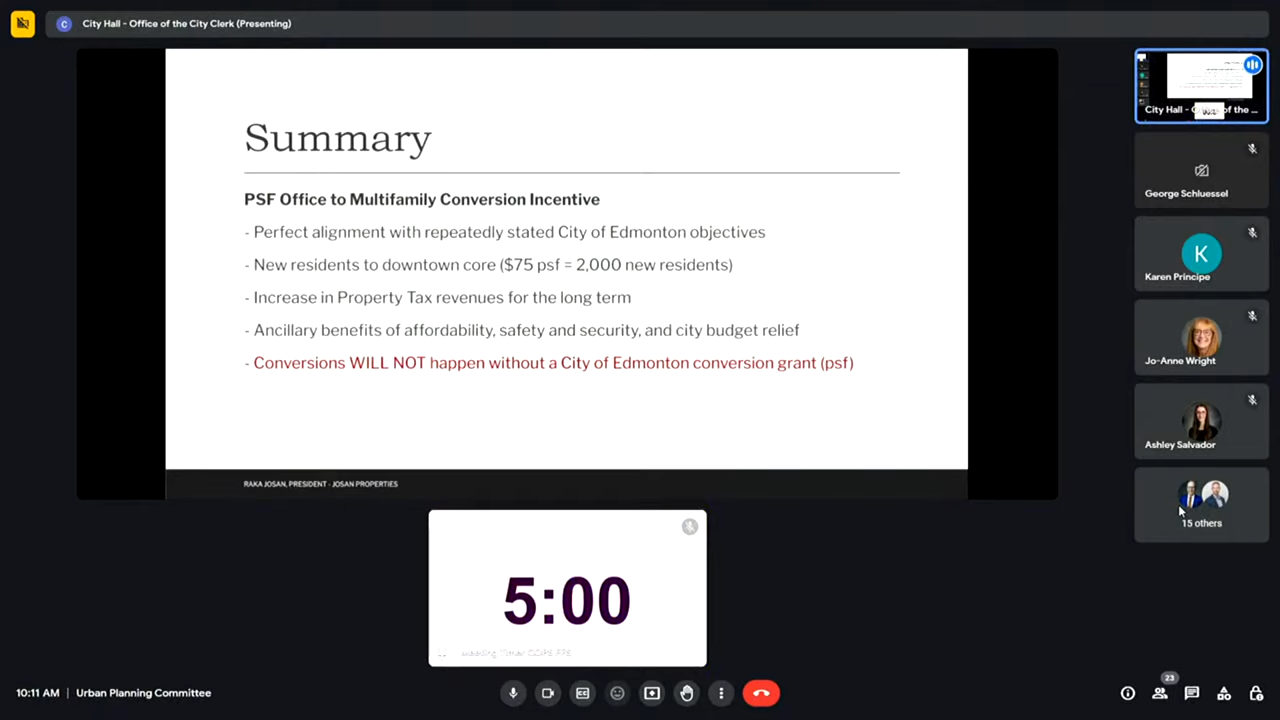 C City Hall - Office of the City Clerk (Presenting)
Summary
PSF Office to Multifamily Conversion Incentive
- Perfect alignment with repeatedly stated City of Edmonton objectives
- New residents to downtown core ($75 psf = 2,000 new residents)
- Increase in Property Tax revenues for the long term
- Ancillary benefits of affordability, safety and security, and city budget relief
- Conversions WILL NOT happen without a City of Edmonton conversion grant (psf)
RAKA JOSAN, PRESIDENT - JOSAN PROPERTIES
City Hall - Office of the ...
George Schluessel
K
Karen Principe
Jo-Anne Wright
Ashley Salvador
15 others
5:00
10:11 AM | Urban Planning Committee
23